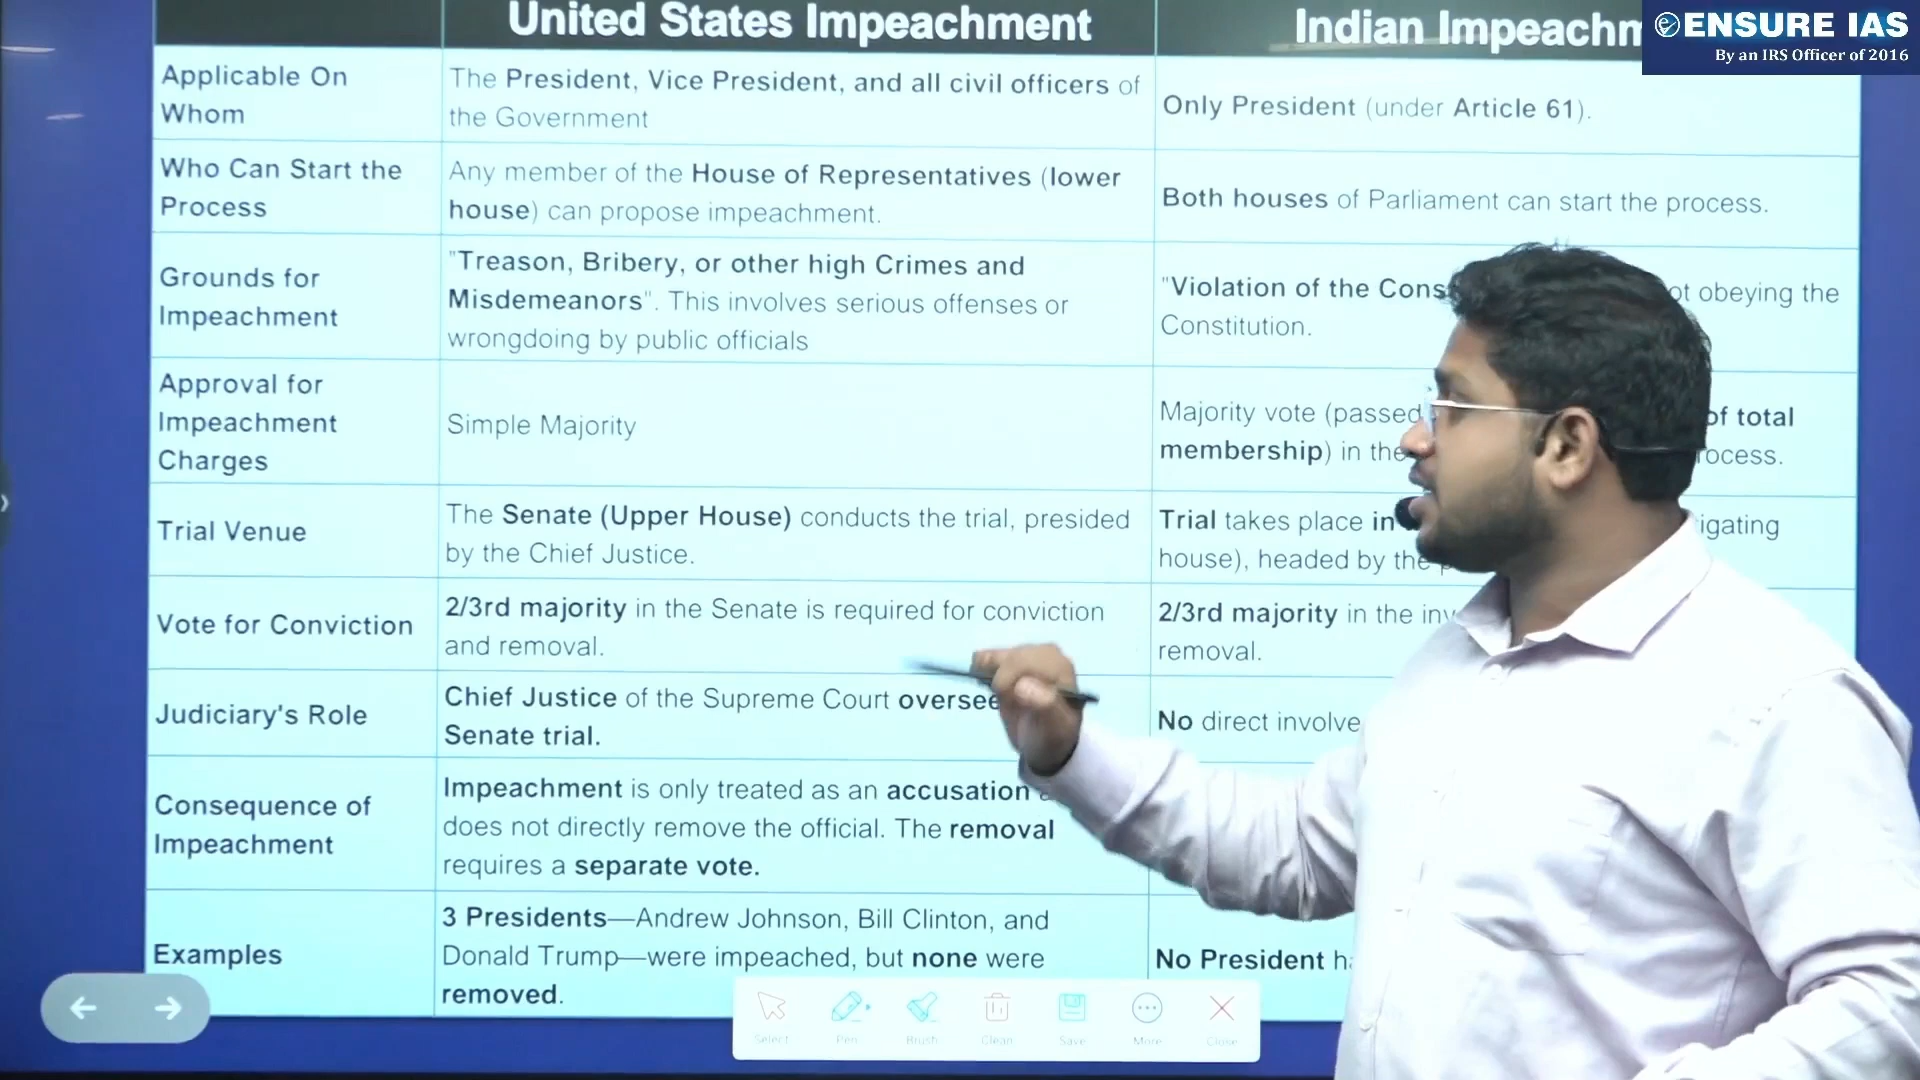 United States Impeachment
Indian Impeachm
ENSURE IAS
By an IRS Officer of 2016
Applicable On
Whom
The President, Vice President, and all civil officers of
the Government
Only President (under Article 61).
Who Can Start the
Process
Any member of the House of Representatives (lower
house) can propose impeachment.
Both houses of Parliament can start the process.
Grounds for
Impeachment
"Treason, Bribery, or other high Crimes and
Misdemeanors". This involves serious offenses or
wrongdoing by public officials
"Violation of the Cons ot obeying the
Constitution.
Approval for
Impeachment
Charges
Simple Majority
Majority vote (passed of total
membership) in the ocess.
Trial Venue
The Senate (Upper House) conducts the trial, presided
by the Chief Justice.
Trial takes place in igating
house), headed by the
Vote for Conviction
2/3rd majority in the Senate is required for conviction
and removal.
2/3rd majority in the inv
removal.
Judiciary's Role
Chief Justice of the Supreme Court oversee
Senate trial.
No direct involve
Consequence of
Impeachment
Impeachment is only treated as an accusation
does not directly remove the official. The removal
requires a separate vote.
Examples
3 Presidents—Andrew Johnson, Bill Clinton, and
Donald Trump—were impeached, but none were
removed.
No President ha
Select Pen Brush Clean Save More Close